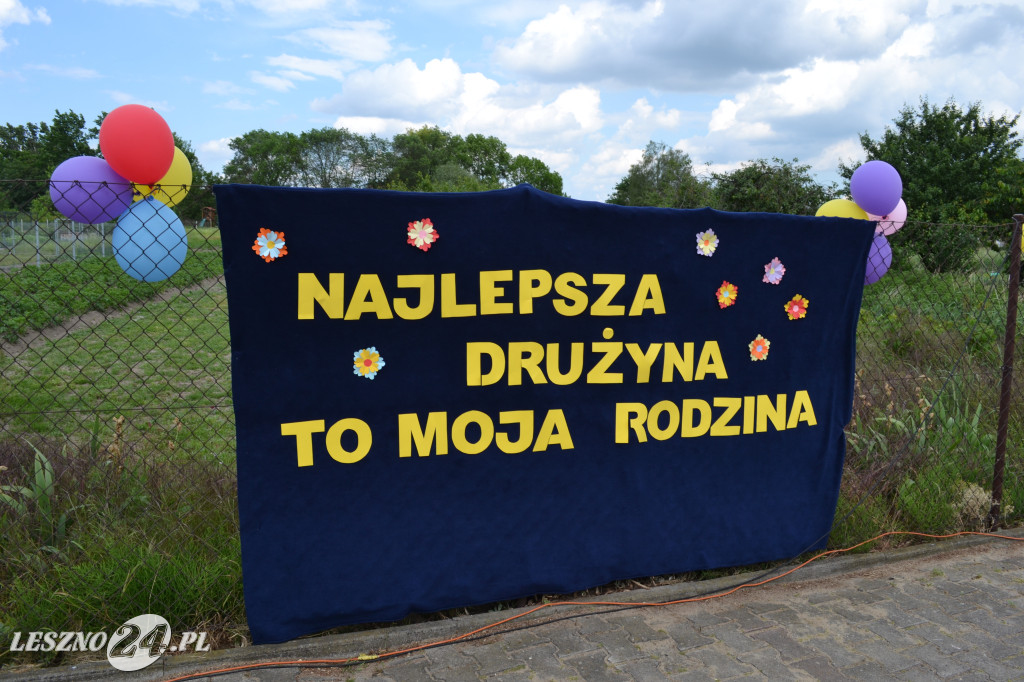 NAJLEPSZA
DRUŻYNA
TO MOJA RODZINA
LESZNO24.PL